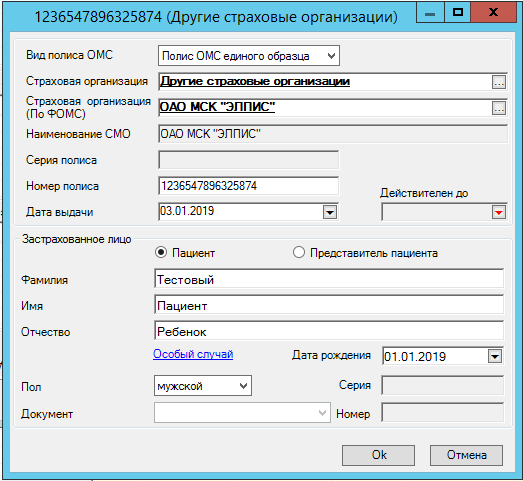 1236547896325874 (Другие страховые организации)
Вид полиса ОМС Полис ОМС единого образца
Страховая организация Другие страховые организации ...
Страховая организация (По ФОМС) ОАО МСК "ЭЛПИС" ...
Наименование СМО ОАО МСК "ЭЛПИС"
Серия полиса
Номер полиса 1236547896325874
Действителен до
Дата выдачи 03.01.2019
Застрахованное лицо
Пациент Представитель пациента
Фамилия Тестовый
Имя Пациент
Отчество Ребенок
Особый случай Дата рождения 01.01.2019
Пол мужской Серия
Документ Номер
Ok Отмена